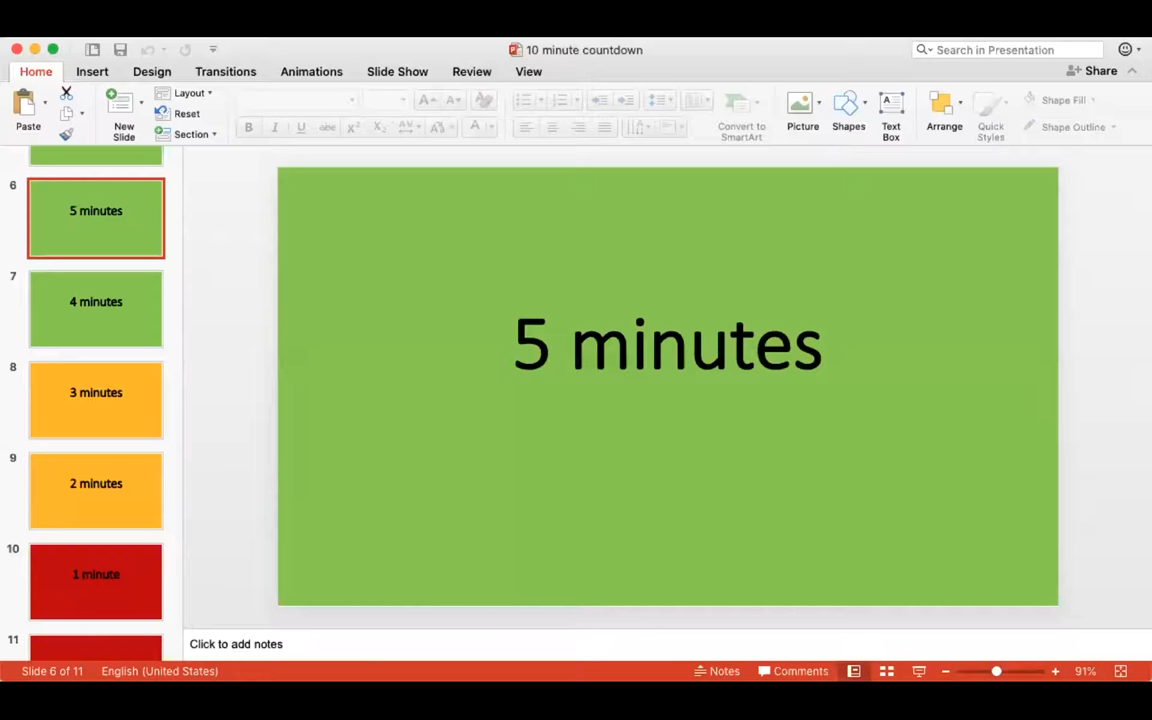 10 minute countdown
Search in Presentation
Home Insert Design Transitions Animations Slide Show Review View Share
Paste
New Slide
Layout
Reset
Section
B I U abc X² X₂ A
Convert to SmartArt
Picture
Shapes
Text Box
Arrange
Quick Styles
Shape Fill
Shape Outline
6
5 minutes
7
4 minutes
8
3 minutes
9
2 minutes
10
1 minute
11
5 minutes
Click to add notes
Slide 6 of 11 English (United States) Notes Comments 91%